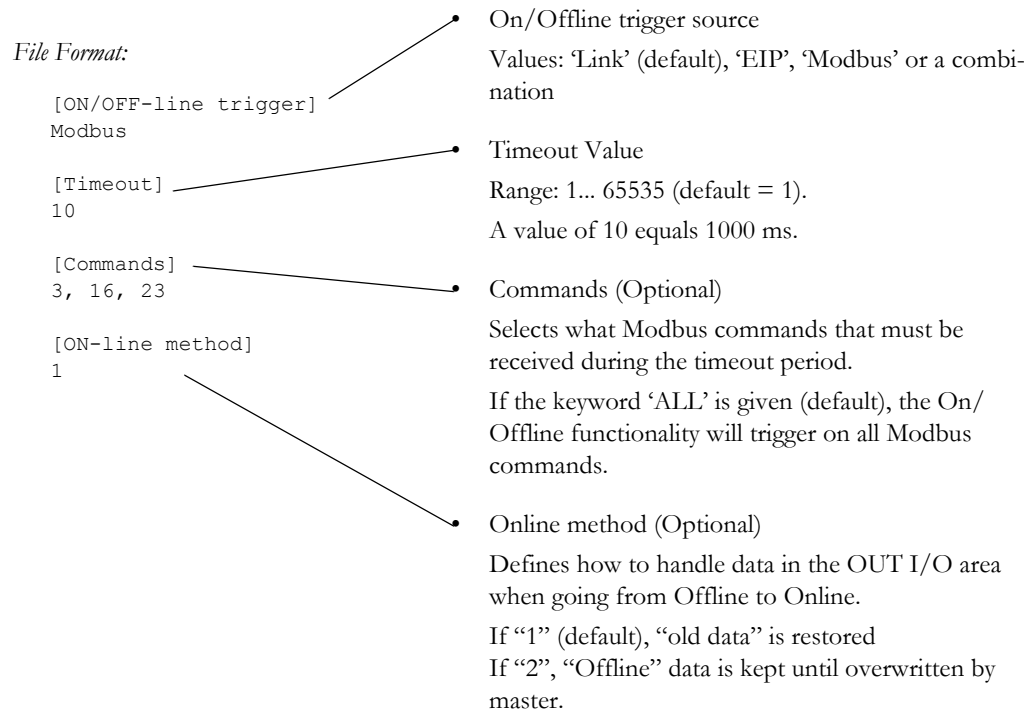 File Format:
[ON/OFF-line trigger]
Modbus
[Timeout]
10
[Commands]
3, 16, 23
[ON-line method]
1
• On/Offline trigger source
Values: ‘Link’ (default), ‘EIP’, ‘Modbus’ or a combi-
nation
• Timeout Value
Range: 1... 65535 (default = 1).
A value of 10 equals 1000 ms.
• Commands (Optional)
Selects what Modbus commands that must be
received during the timeout period.
If the keyword ‘ALL’ is given (default), the On/
Offline functionality will trigger on all Modbus
commands.
• Online method (Optional)
Defines how to handle data in the OUT I/O area
when going from Offline to Online.
If “1” (default), “old data” is restored
If “2”, “Offline” data is kept until overwritten by
master.